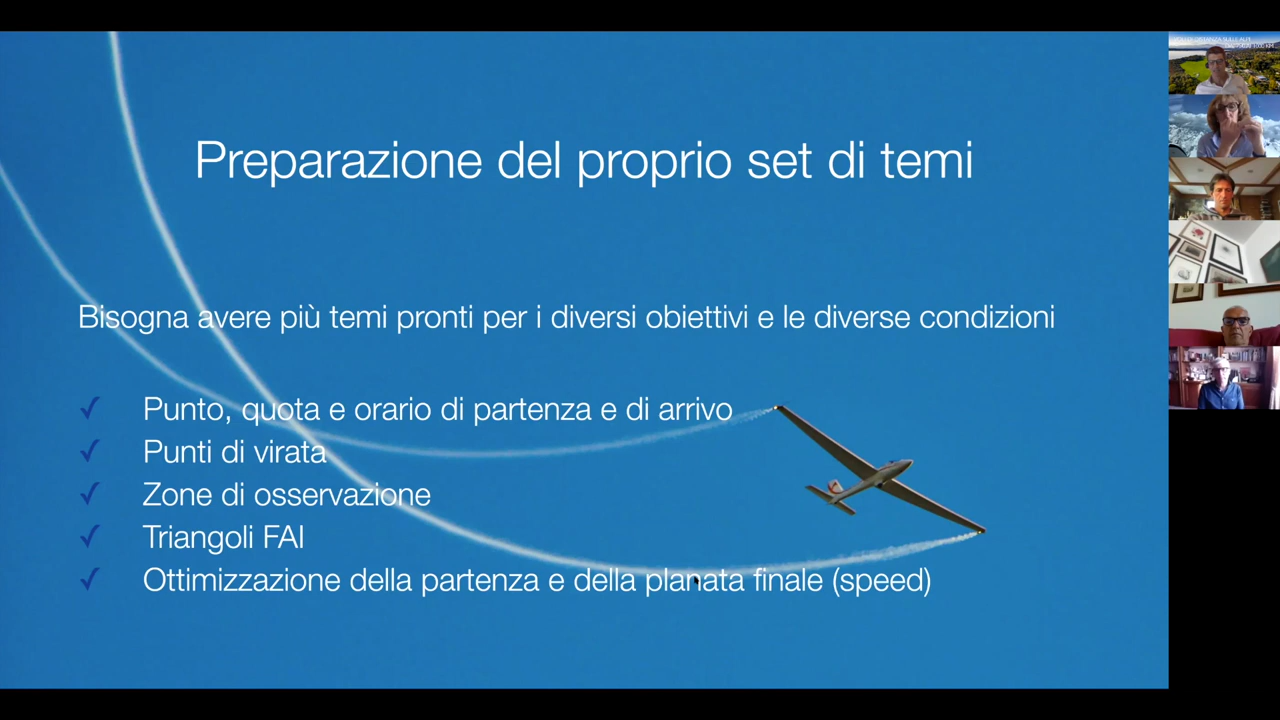 Preparazione del proprio set di temi
Bisogna avere più temi pronti per i diversi obiettivi e le diverse condizioni
✓ Punto, quota e orario di partenza e di arrivo
✓ Punti di virata
✓ Zone di osservazione
✓ Triangoli FAI
✓ Ottimizzazione della partenza e della planata finale (speed)